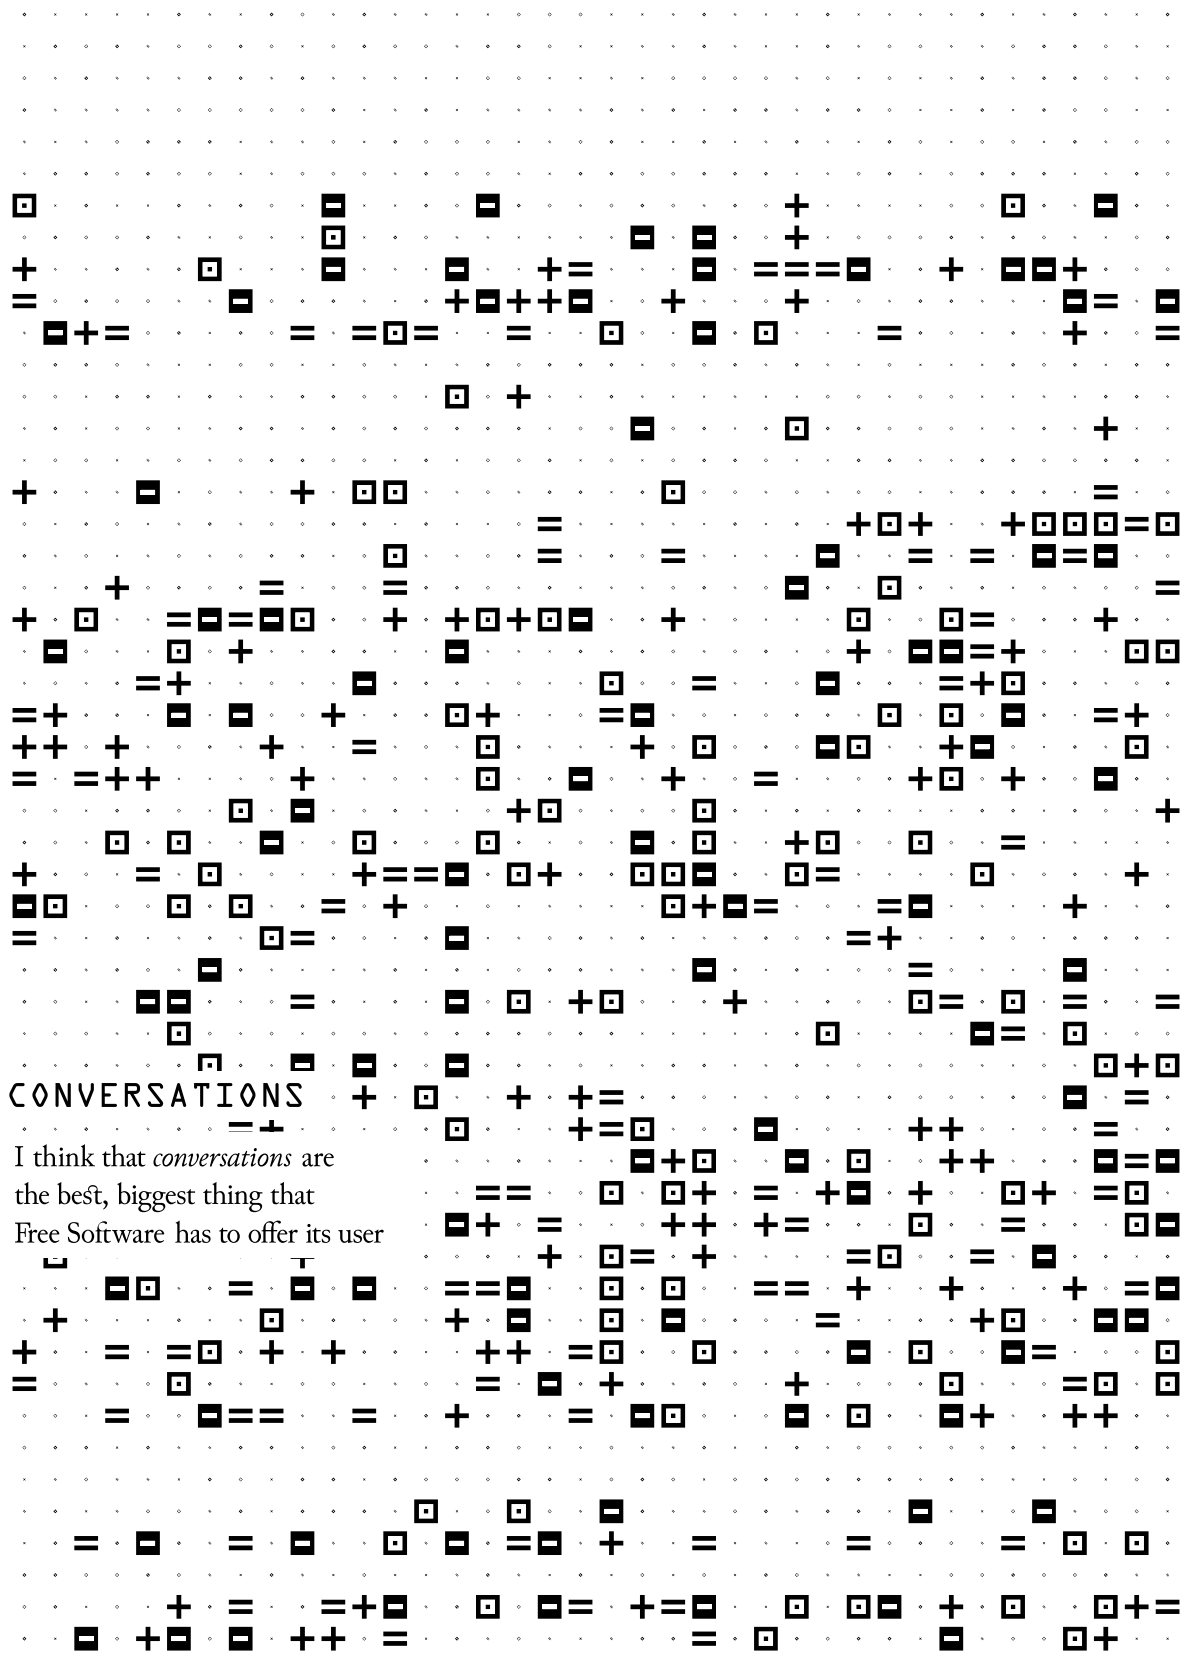 CONVERSATIONS
I think that conversations are
the best, biggest thing that
Free Software has to offer its user